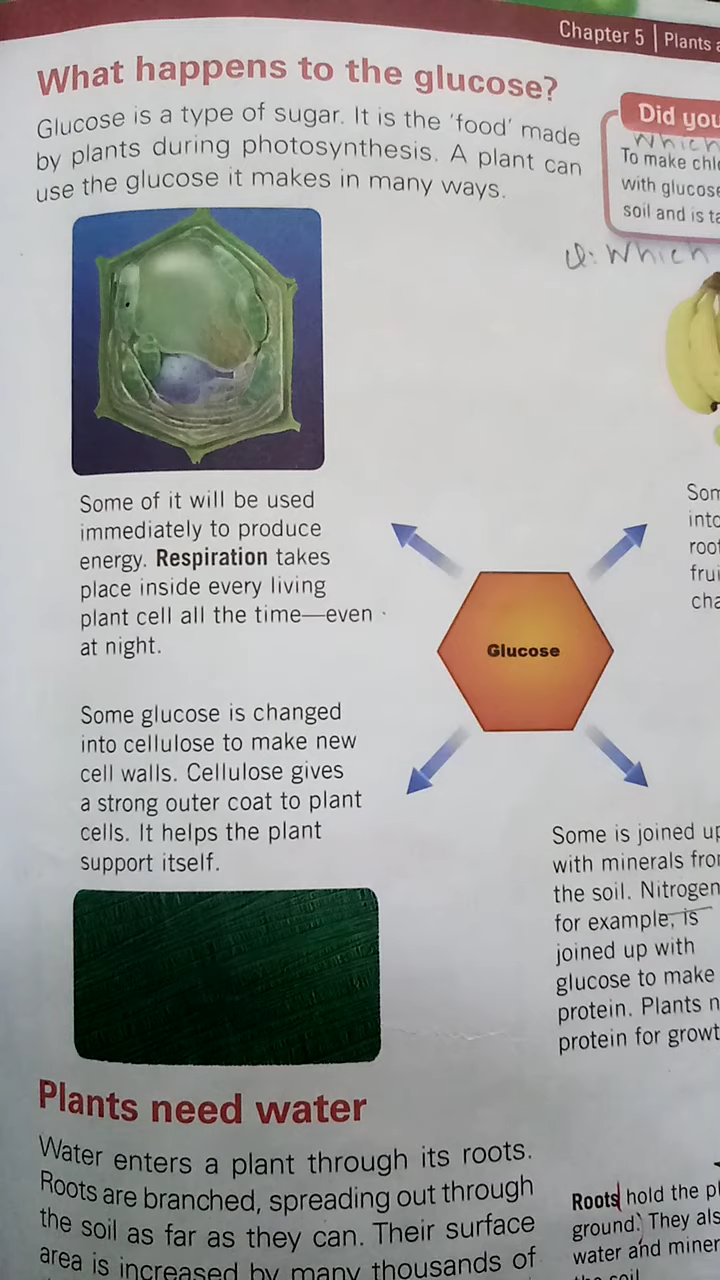 Chapter 5 | Plants
What happens to the glucose?
Glucose is a type of sugar. It is the 'food' made
by plants during photosynthesis. A plant can
use the glucose it makes in many ways.
Did you
Which
To make
with glucose
soil and is
Q: Which
Some of it will be used
immediately to produce
energy. Respiration takes
place inside every living
plant cell all the time—even
at night.
into
Glucose
Some glucose is changed
into cellulose to make new
cell walls. Cellulose gives
a strong outer coat to plant
cells. It helps the plant
support itself.
Some is joined up
with minerals
the soil. Nitrogen
for example, is
joined up with
glucose to make
protein. Plants
protein for
Plants need water
Water enters a plant through its roots.
Roots are branched, spreading out through
the soil as far as they can. Their surface
area is increased by many thousands of
Roots hold the
ground. They
water and
the soil